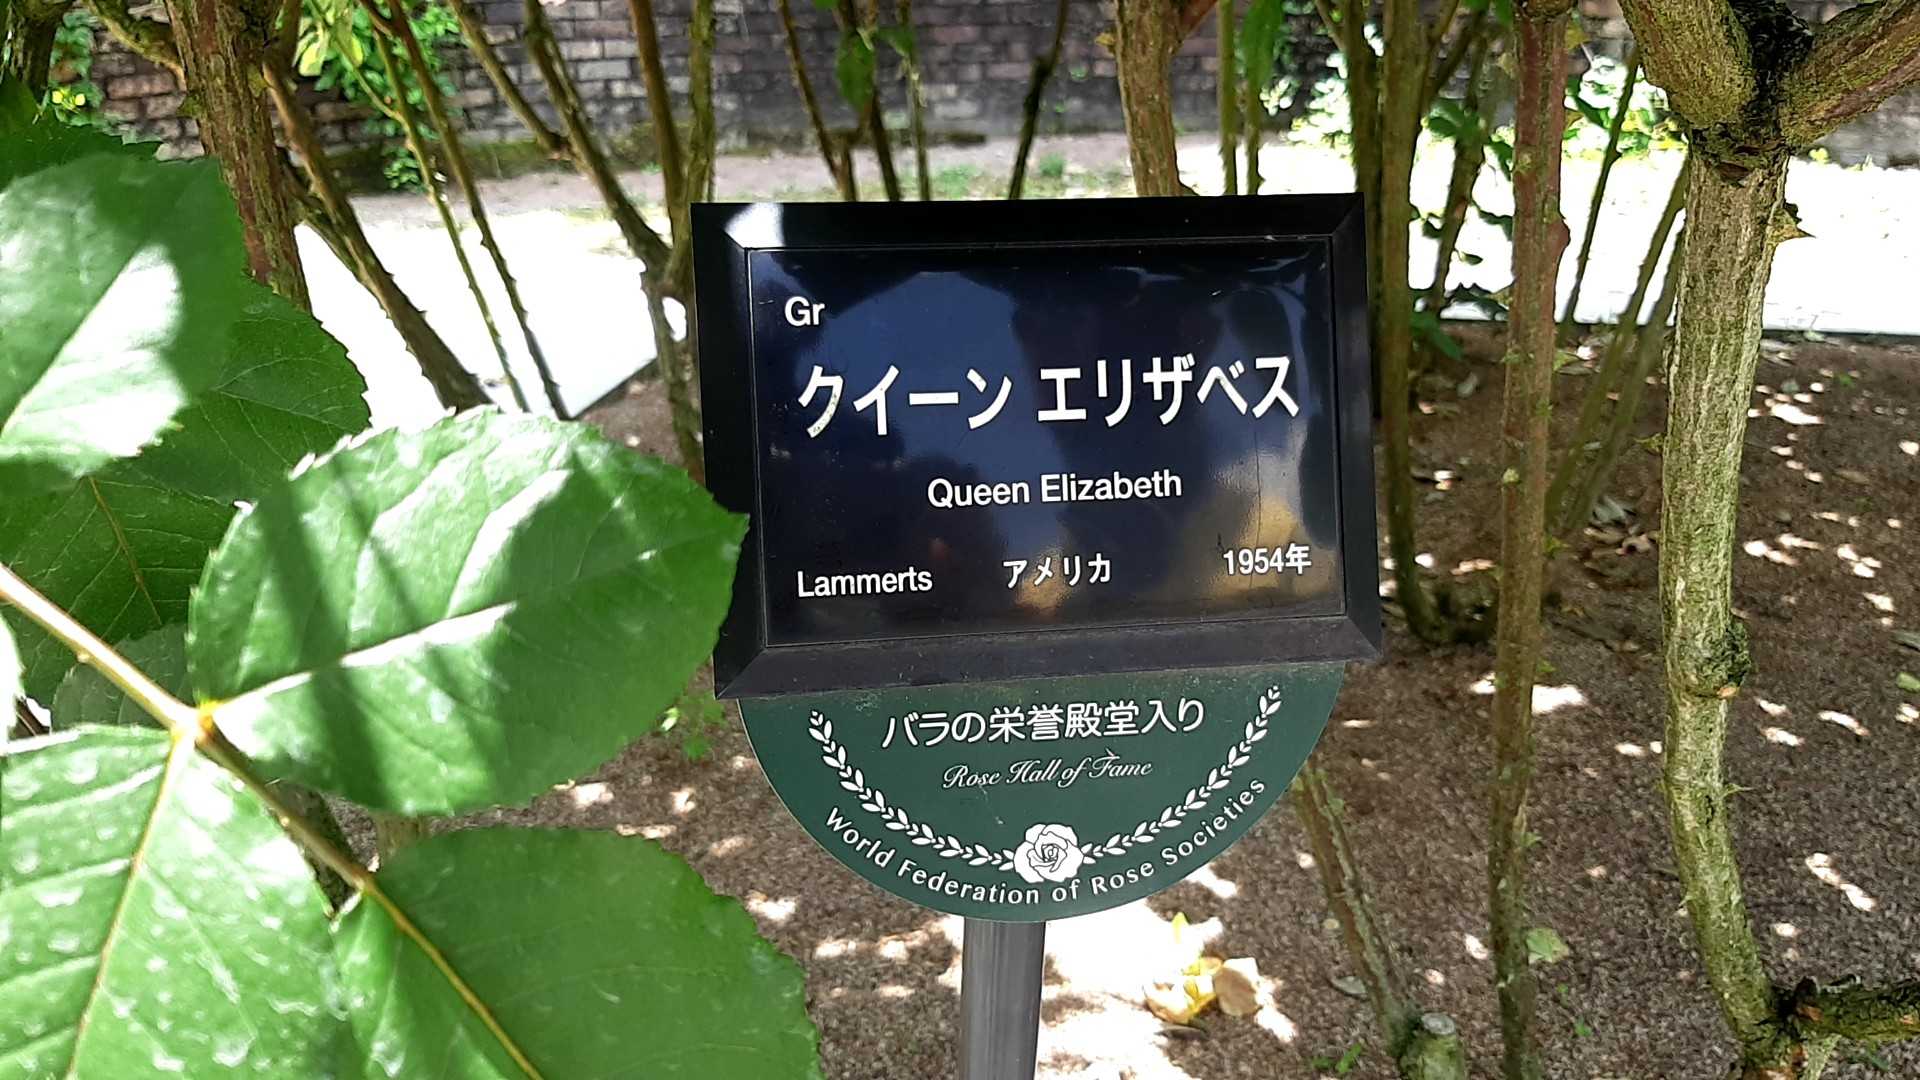 Gr
クイーン エリザベス
Queen Elizabeth
Lammerts アメリカ 1954年
バラの栄誉殿堂入り
Rose Hall of Fame
World Federation of Rose Societies